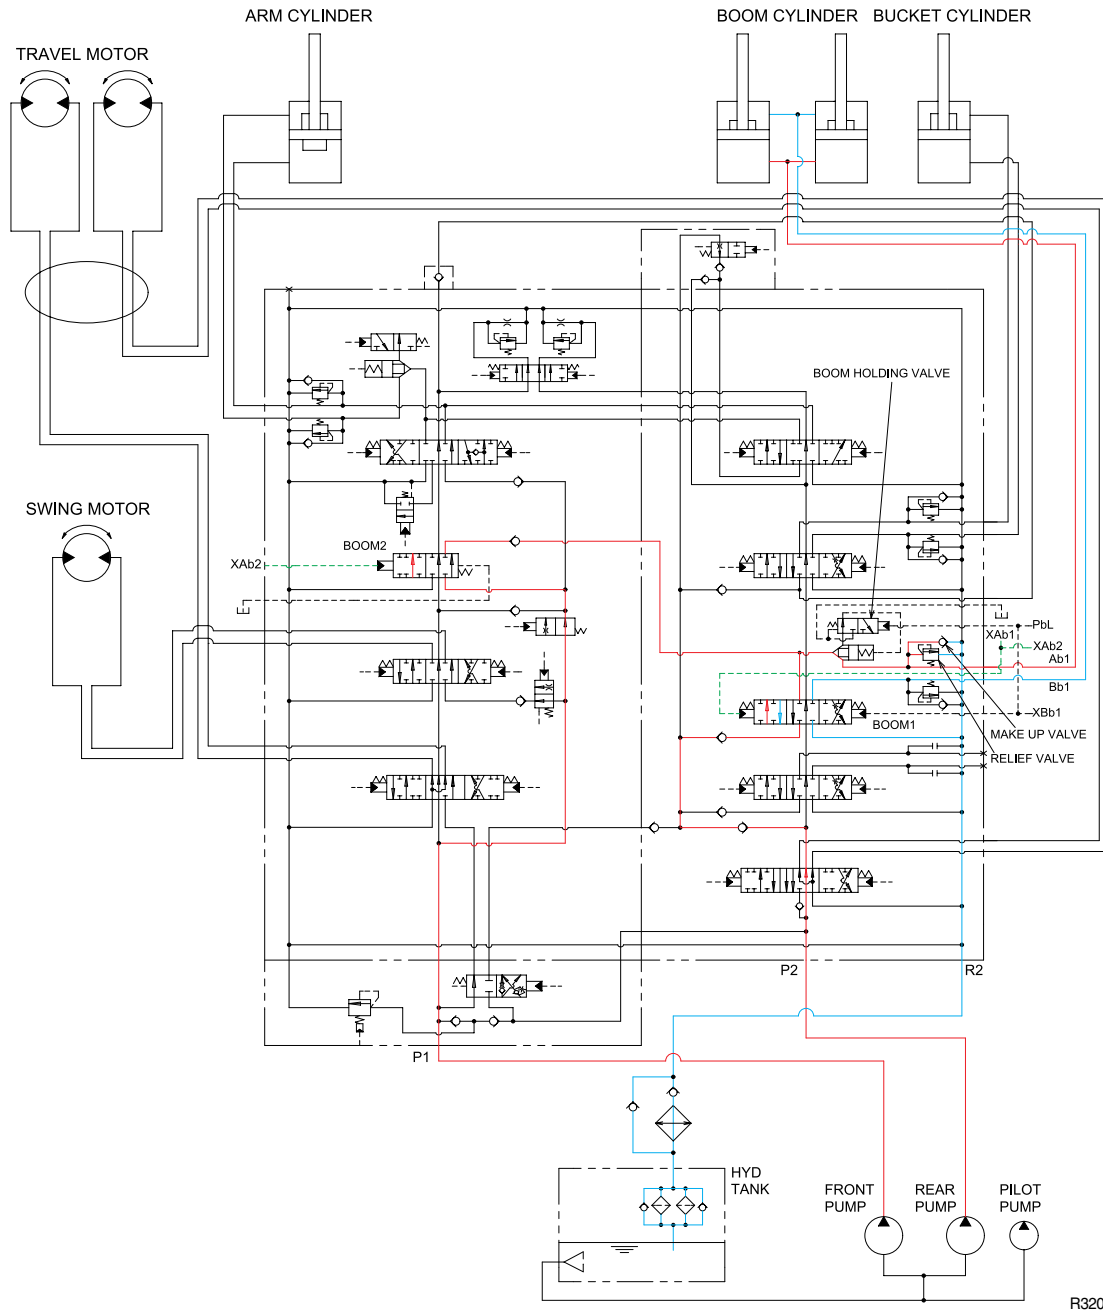 ARM CYLINDER
BOOM CYLINDER
BUCKET CYLINDER
TRAVEL MOTOR
BOOM HOLDING VALVE
SWING MOTOR
BOOM2
XAb2
PbL
XAb1
XAb2
Ab1
Bb1
XBb1
BOOM1
MAKE UP VALVE
RELIEF VALVE
P2
R2
P1
HYD
TANK
FRONT
PUMP
REAR
PUMP
PILOT
PUMP
R320